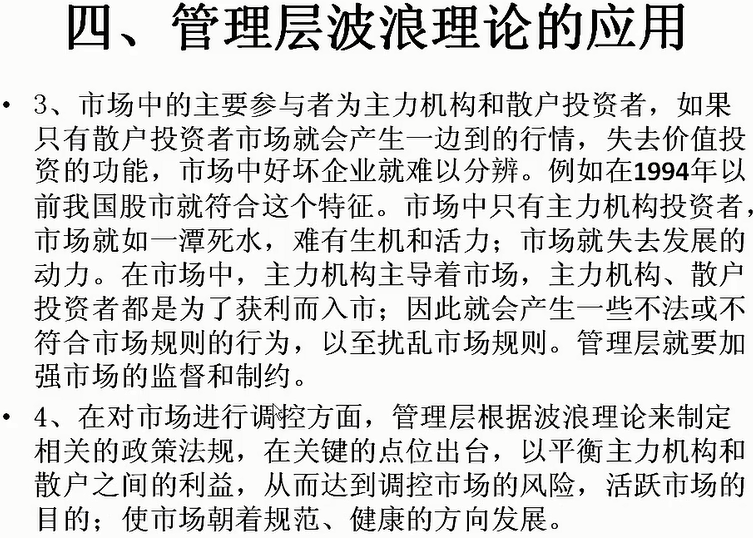 四、管理层波浪理论的应用
• 3、市场中的主要参与者为主力机构和散户投资者，如果
只有散户投资者市场就会产生一边到的行情，失去价值投
资的功能，市场中好坏企业就难以分辨。例如在1994年以
前我国股市就符合这个特征。市场中只有主力机构投资者，
市场就如一潭死水，难有生机和活力；市场就失去发展的
动力。在市场中，主力机构主导着市场，主力机构、散户
投资者都是为了获利而入市；因此就会产生一些不法或不
符合市场规则的行为，以至扰乱市场规则。管理层就要加
强市场的监督和制约。
• 4、在对市场进行调控方面，管理层根据波浪理论来制定
相关的政策法规，在关键的点位出台，以平衡主力机构和
散户之间的利益，从而达到调控市场的风险，活跃市场的
目的；使市场朝着规范、健康的方向发展。